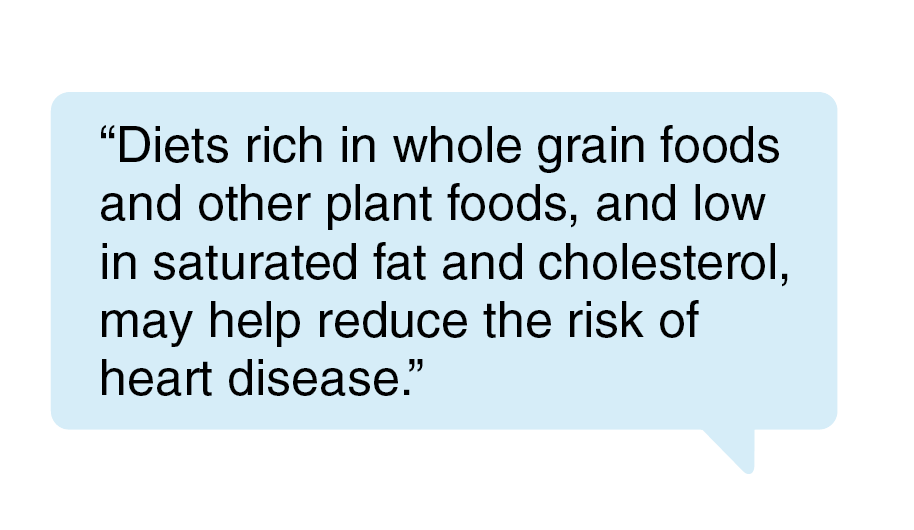 “Diets rich in whole grain foods
and other plant foods, and low
in saturated fat and cholesterol,
may help reduce the risk of
heart disease.”